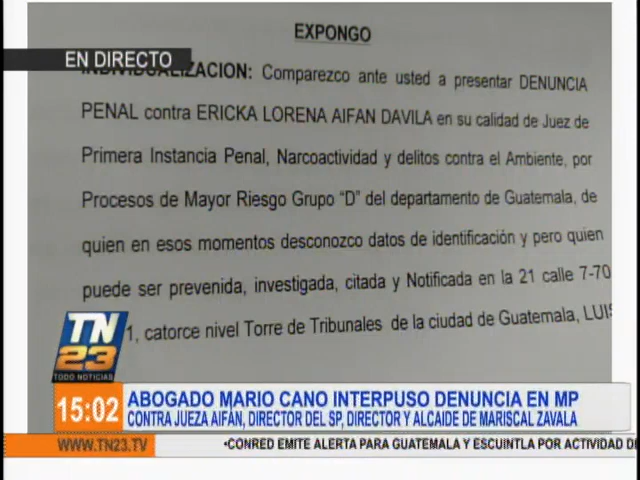 EXPONGO
EN DIRECTO
INDIVIDUALIZACION: Comparezco ante usted a presentar DENUNCIA
PENAL contra ERICKA LORENA AIFAN DAVILA en su calidad de Juez de
Primera Instancia Penal, Narcoactividad y delitos contra el Ambiente, por
Procesos de Mayor Riesgo Grupo “D” del departamento de Guatemala, de
quien en esos momentos desconozco datos de identificación y pero quien
puede ser prevenida, investigada, citada y Notificada en la 21 calle 7-70
1, catorce nivel Torre de Tribunales de la ciudad de Guatemala, LUIS
TN
23
TODO NOTICIAS
15:02
ABOGADO MARIO CANO INTERPUSO DENUNCIA EN MP
CONTRA JUEZA AIFÁN, DIRECTOR DEL SP, DIRECTOR Y ALCAIDE DE MARISCAL ZAVALA
WWW.TN23.TV
•CONRED EMITE ALERTA PARA GUATEMALA Y ESCUINTLA POR ACTIVIDAD DE